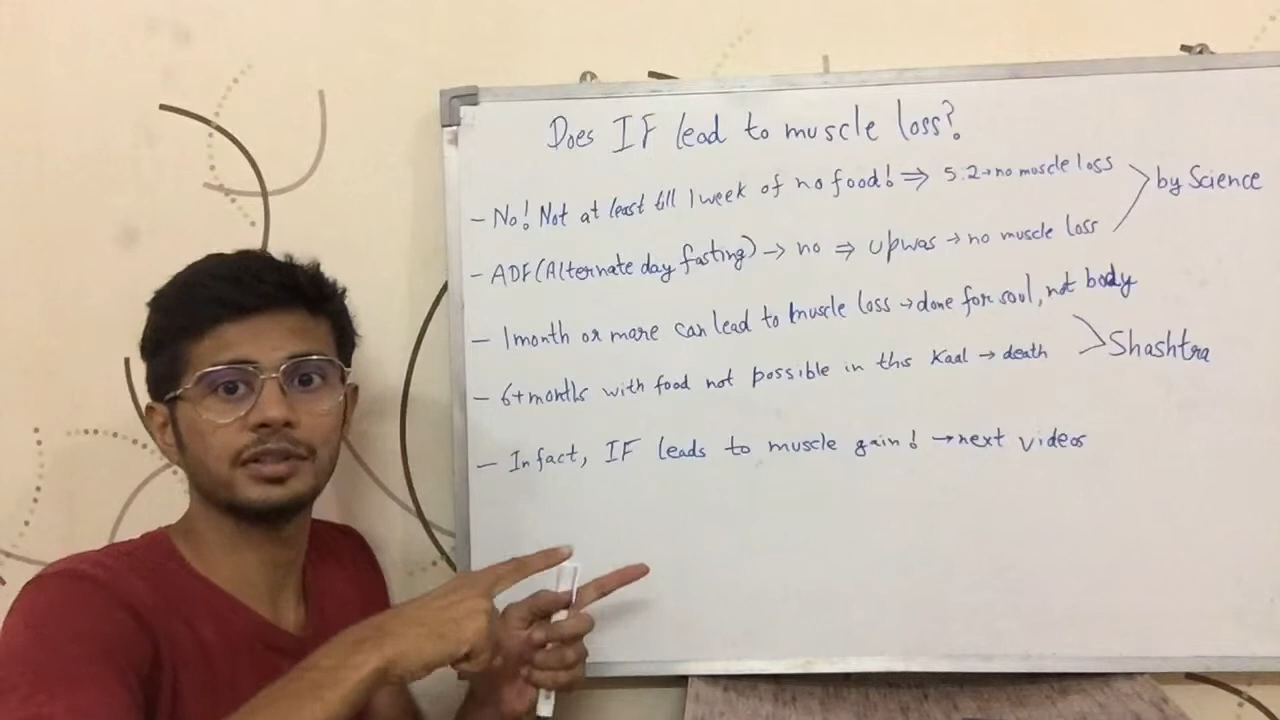 Does IF lead to muscle loss?
- No! Not at least till 1 week of no food! ⇒ 5:2 → no muscle loss
by Science
- ADF (Alternate day fasting) → no ⇒ upwas → no muscle loss
- 1 month or more can lead to muscle loss → done for soul, not body
Shashtra
- 6+ months with food not possible in ths Kaal → death
- In fact, IF leads to muscle gain! → next videos